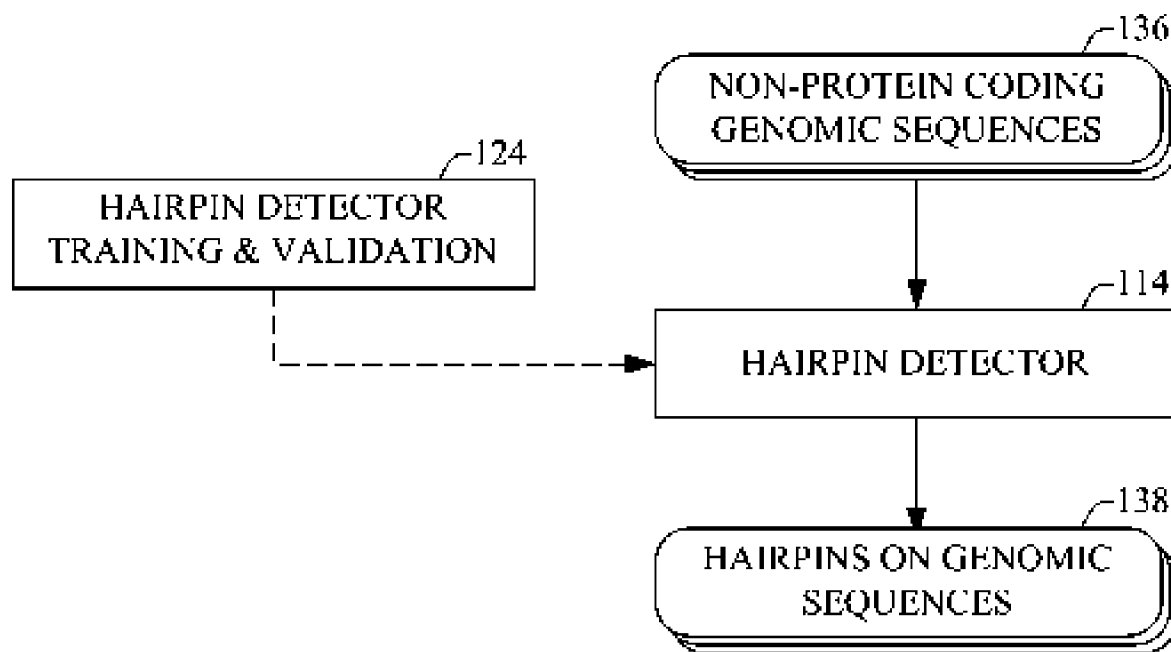 136
NON-PROTEIN CODING
GENOMIC SEQUENCES
124
HAIRPIN DETECTOR
TRAINING & VALIDATION
114
HAIRPIN DETECTOR
138
HAIRPINS ON GENOMIC
SEQUENCES